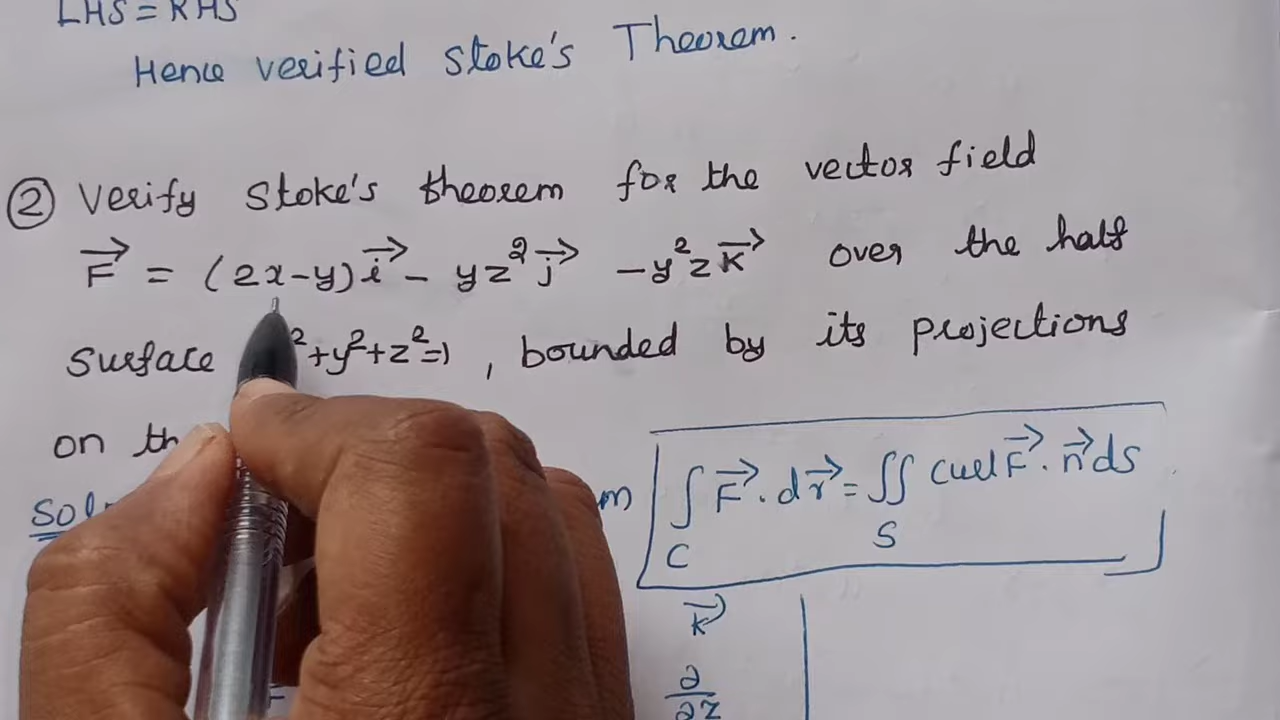 LHS = RHS
Hence verified Stoke's Theorem.
② Verify Stoke's theorem for the vector field
F⃗ = (2x-y) i⃗ - yz² j⃗ - y²z k⃗ over the half
Surface ²+y²+z²=1, bounded by its projections
on th
Sol
m ∫ F⃗ . dr⃗ = ∬ Curl F⃗ . n⃗ ds
C S
k⃗
∂
∂z